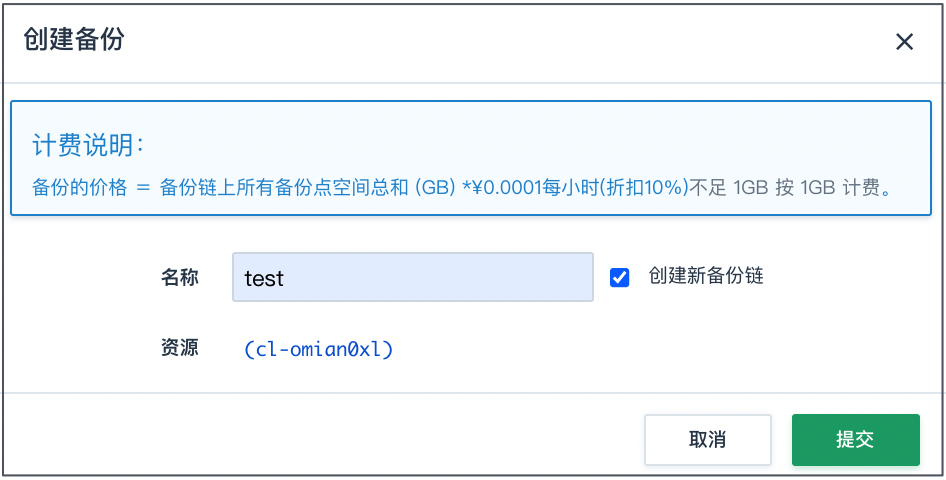 创建备份
计费说明：
备份的价格 = 备份链上所有备份点空间总和 (GB) *¥0.0001每小时(折扣10%)不足 1GB 按 1GB 计费。
名称 test 创建新备份链
资源 (cl-omian0xl)
取消 提交